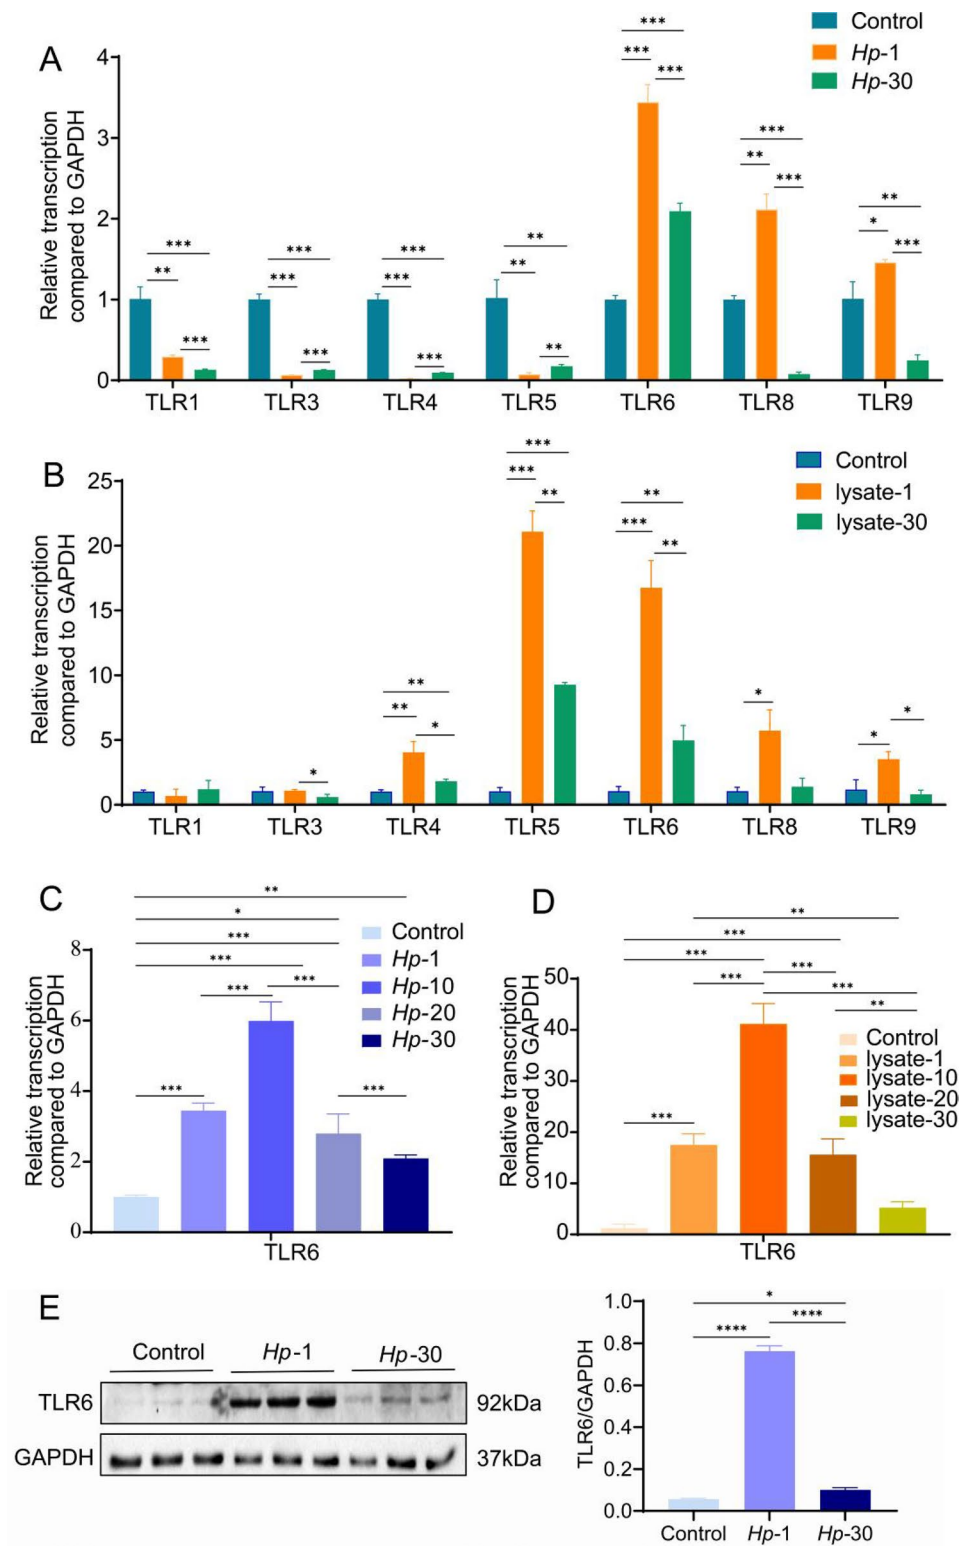 A
Control
Hp-1
Hp-30
Relative transcription
compared to GAPDH
4
3
2
1
0
*** ** ***
*** *** ***
*** *** ***
** ** **
*** *** ***
*** ** ***
** * ***
TLR1 TLR3 TLR4 TLR5 TLR6 TLR8 TLR9
B
Control
lysate-1
lysate-30
Relative transcription
compared to GAPDH
25
20
15
10
5
0
*
** ** *
*** *** **
** *** **
*
* *
TLR1 TLR3 TLR4 TLR5 TLR6 TLR8 TLR9
C
Control
Hp-1
Hp-10
Hp-20
Hp-30
Relative transcription
compared to GAPDH
8
6
4
2
0
**
*
***
***
***
***
*** ***
TLR6
D
Control
lysate-1
lysate-10
lysate-20
lysate-30
Relative transcription
compared to GAPDH
50
40
30
20
10
0
**
***
***
***
***
***
**
***
TLR6
E
Control Hp-1 Hp-30
TLR6 92kDa
GAPDH 37kDa
TLR6/GAPDH
1.0
0.8
0.6
0.4
0.2
0.0
*
****
****
Control Hp-1 Hp-30